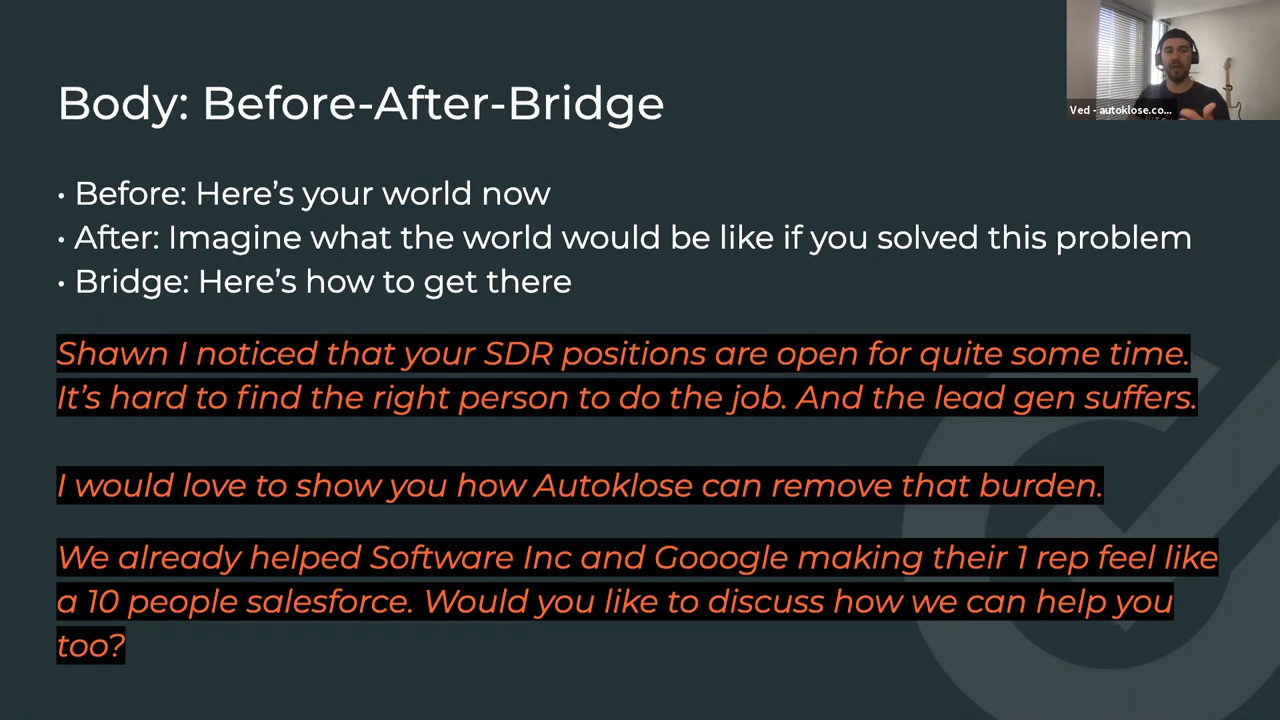 Body: Before-After-Bridge
Ved - autoklose.co...
• Before: Here’s your world now
• After: Imagine what the world would be like if you solved this problem
• Bridge: Here’s how to get there
Shawn I noticed that your SDR positions are open for quite some time.
It’s hard to find the right person to do the job. And the lead gen suffers.
I would love to show you how Autoklose can remove that burden.
We already helped Software Inc and Gooogle making their 1 rep feel like
a 10 people salesforce. Would you like to discuss how we can help you
too?